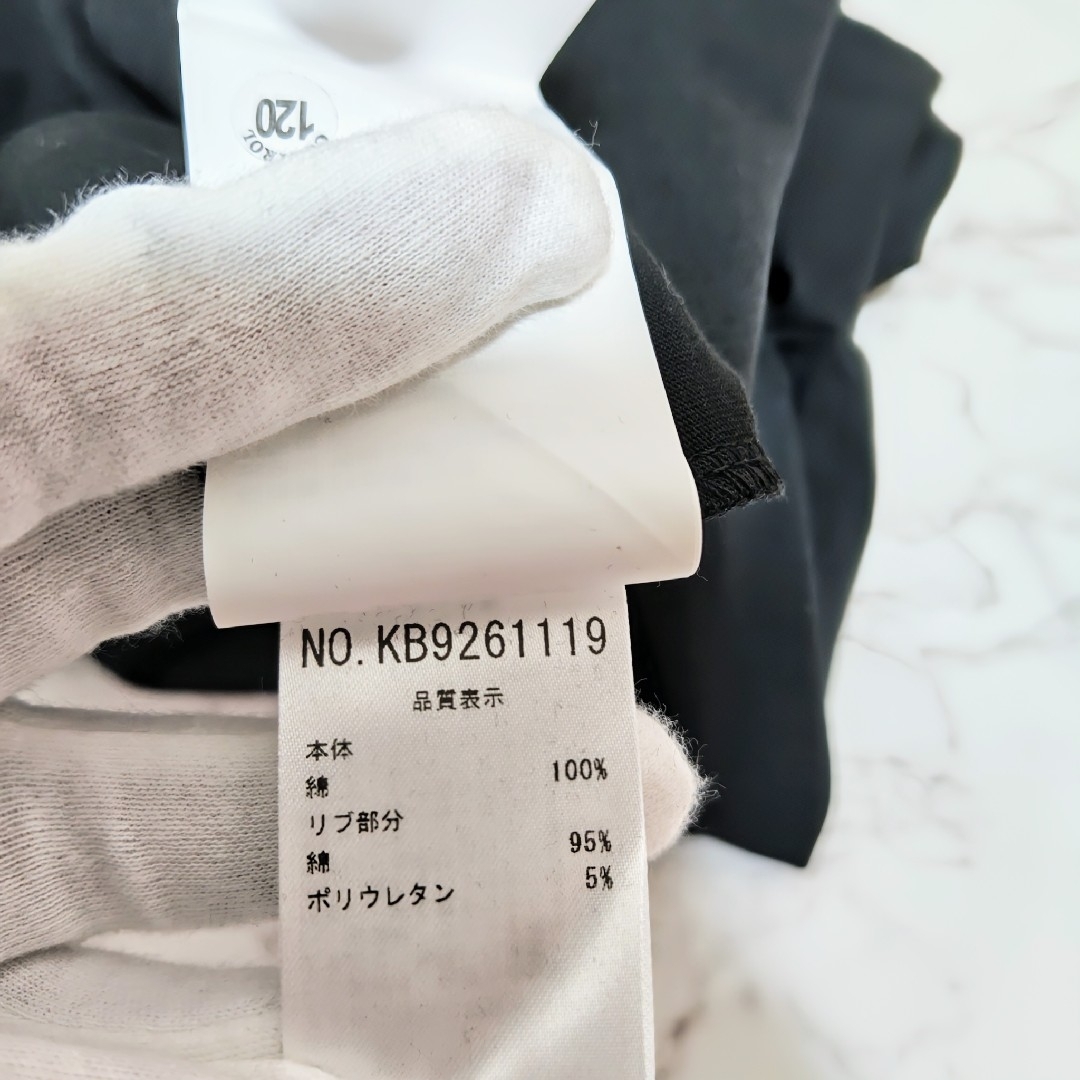 120
NO. KB9261119
品質表示
本体
綿 100%
リブ部分
綿 95%
ポリウレタン 5%